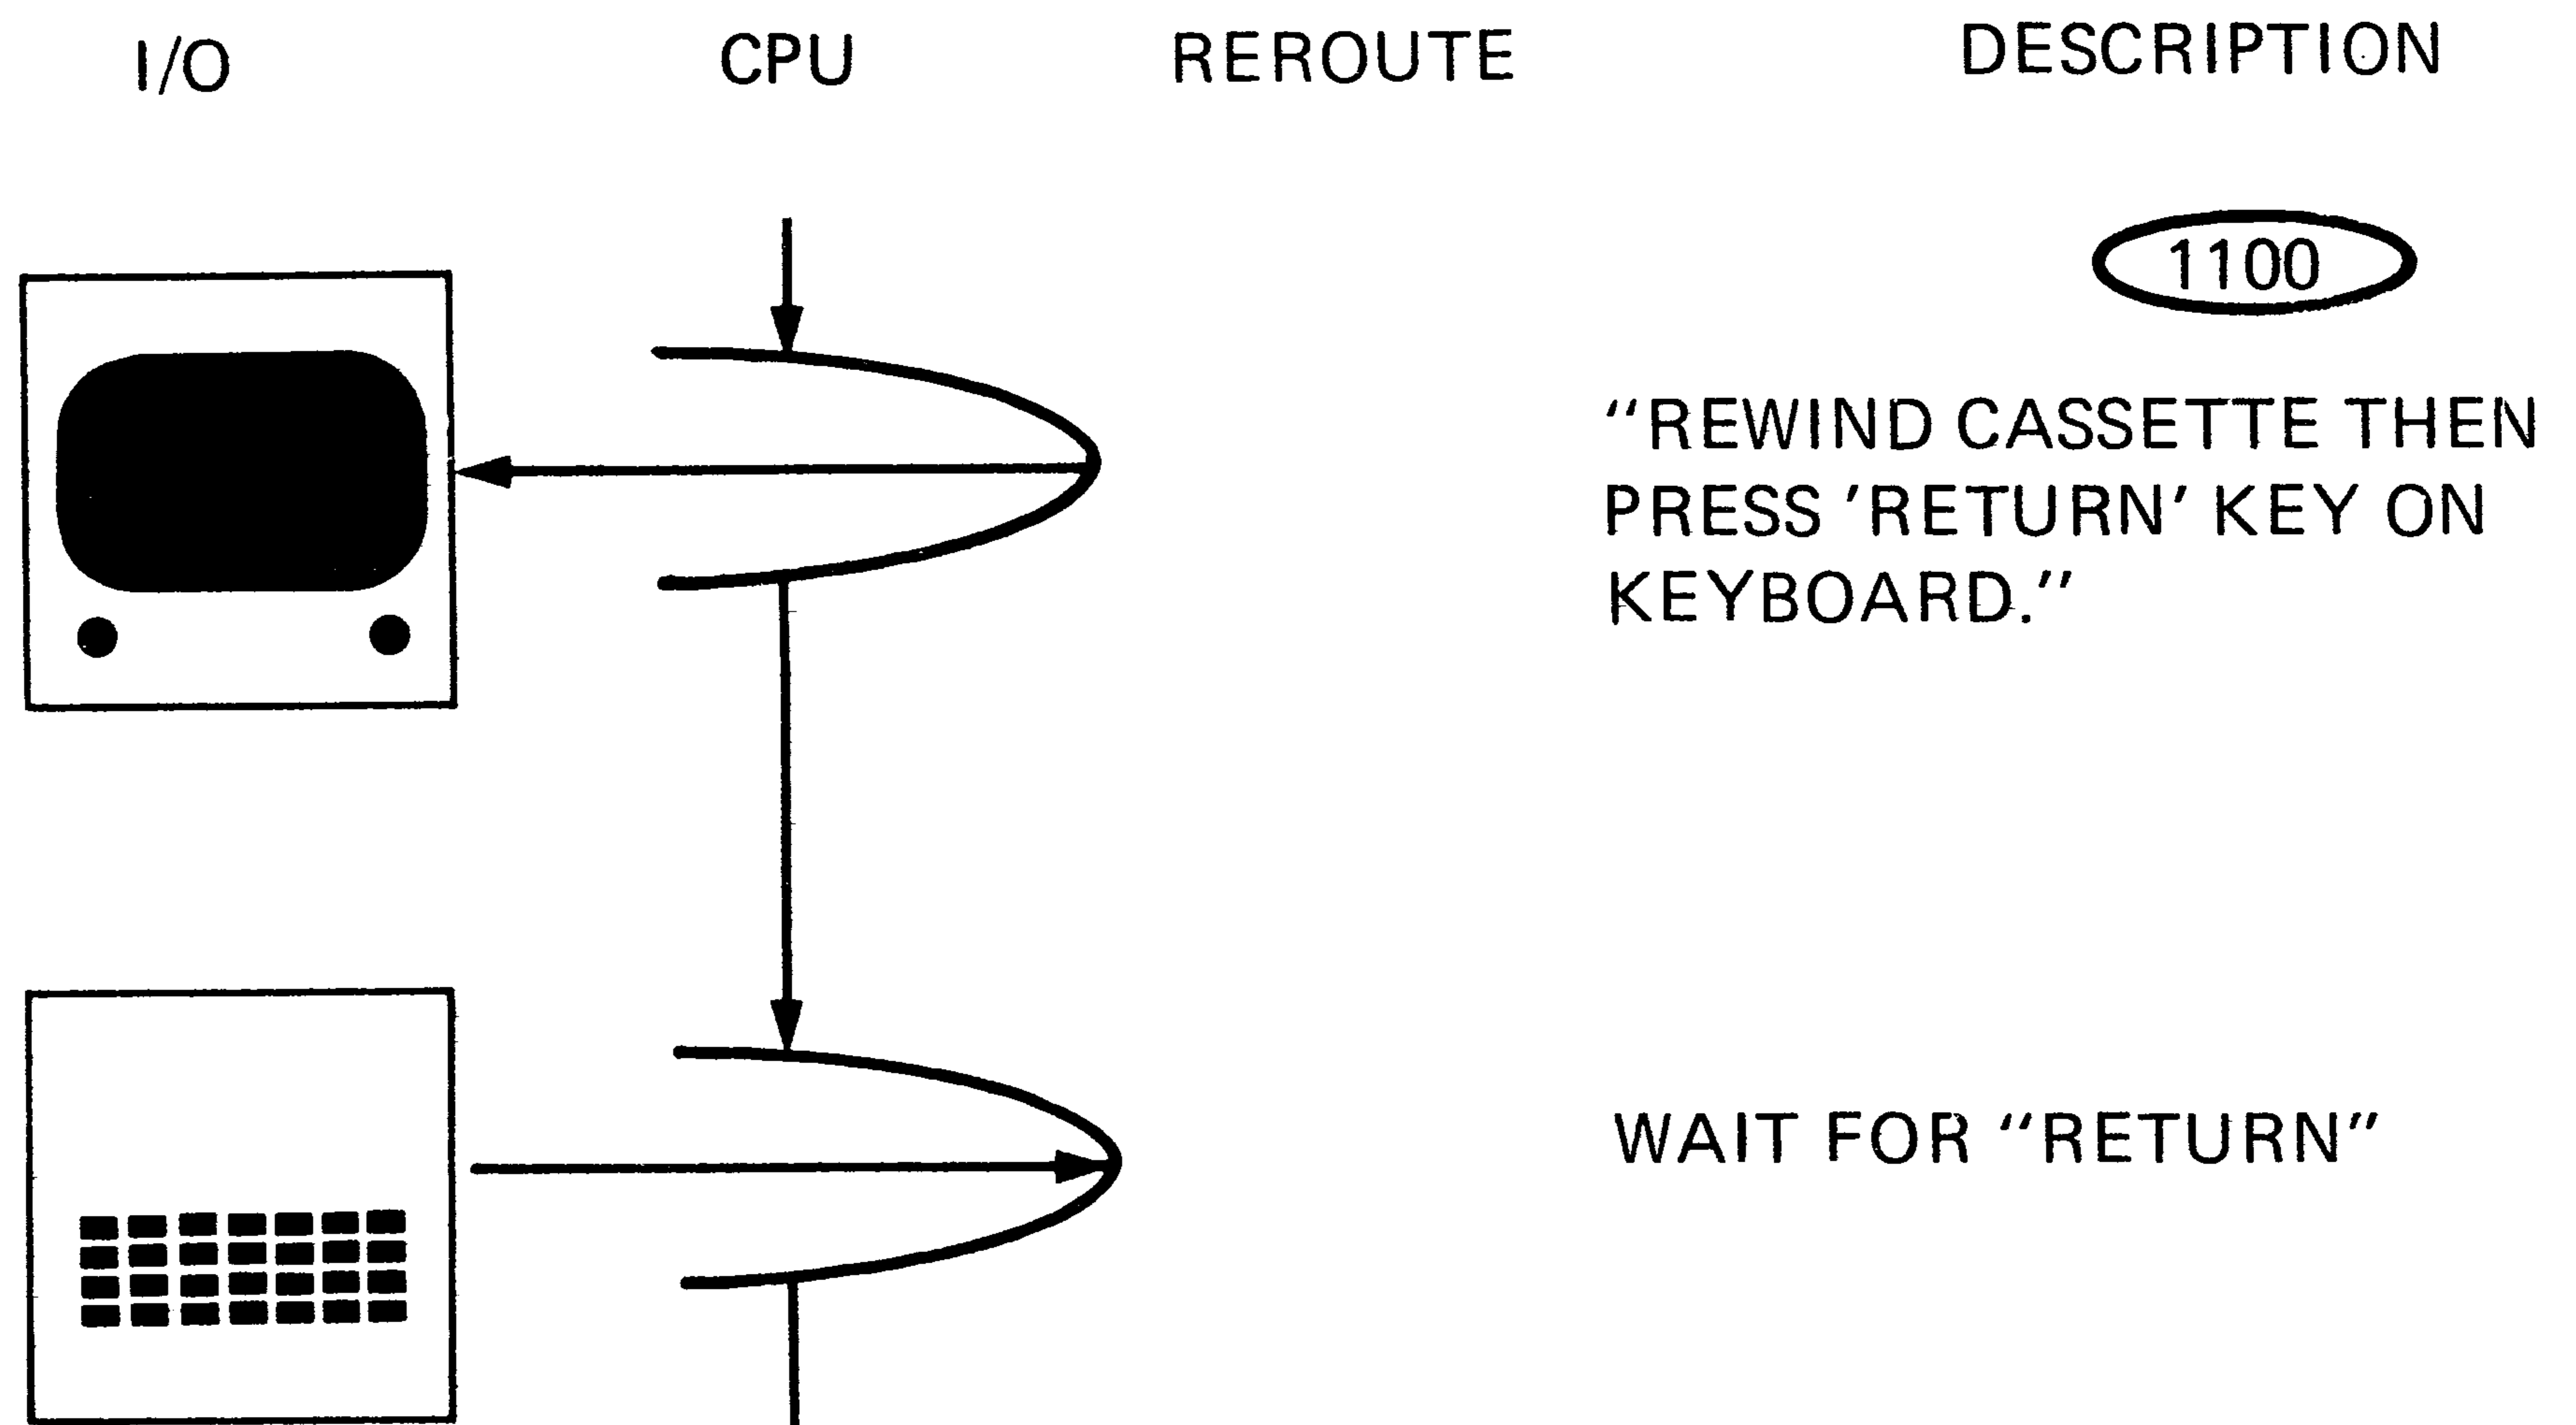 I/O CPU REROUTE DESCRIPTION
1100
"REWIND CASSETTE THEN
PRESS 'RETURN' KEY ON
KEYBOARD."
WAIT FOR "RETURN"